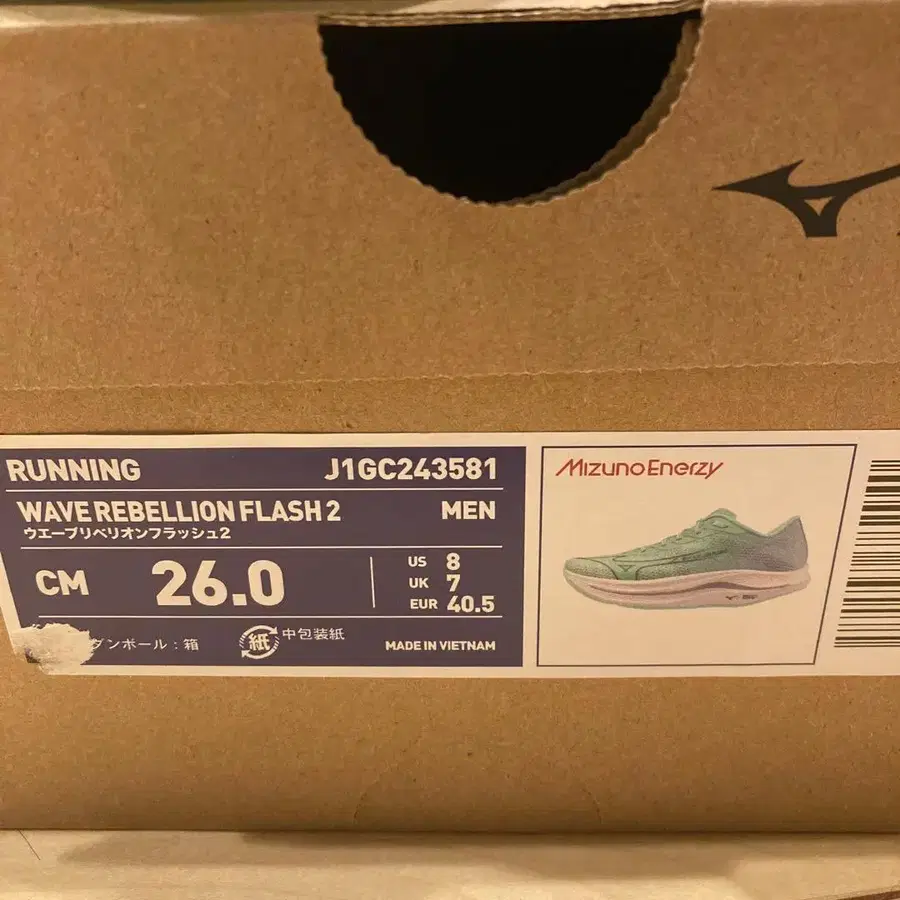 RUNNING J1GC243581
WAVE REBELLION FLASH 2 MEN
ウエーブリベリオンフラッシュ2
CM 26.0
US 8
UK 7
EUR 40.5
ダンボール：箱
紙 中包装紙
MADE IN VIETNAM
MizunoEnerzy